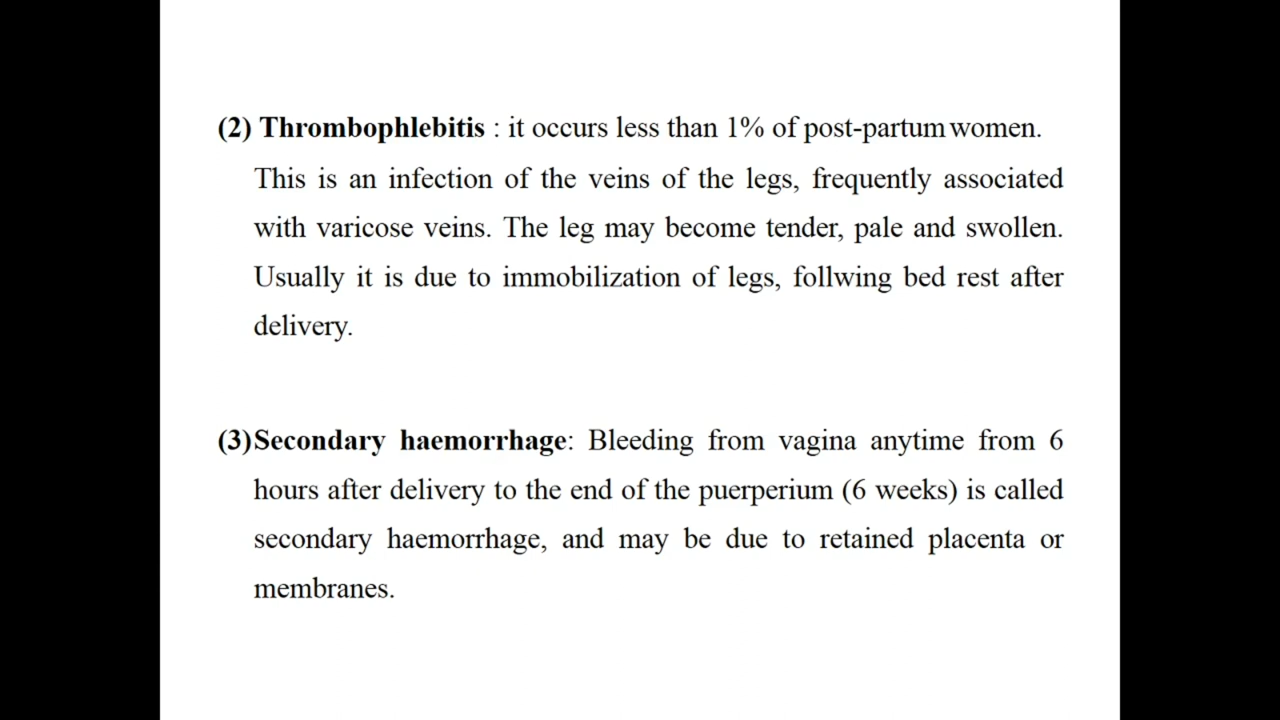 (2) Thrombophlebitis : it occurs less than 1% of post-partum women.
This is an infection of the veins of the legs, frequently associated
with varicose veins. The leg may become tender, pale and swollen.
Usually it is due to immobilization of legs, follwing bed rest after
delivery.
(3)Secondary haemorrhage: Bleeding from vagina anytime from 6
hours after delivery to the end of the puerperium (6 weeks) is called
secondary haemorrhage, and may be due to retained placenta or
membranes.